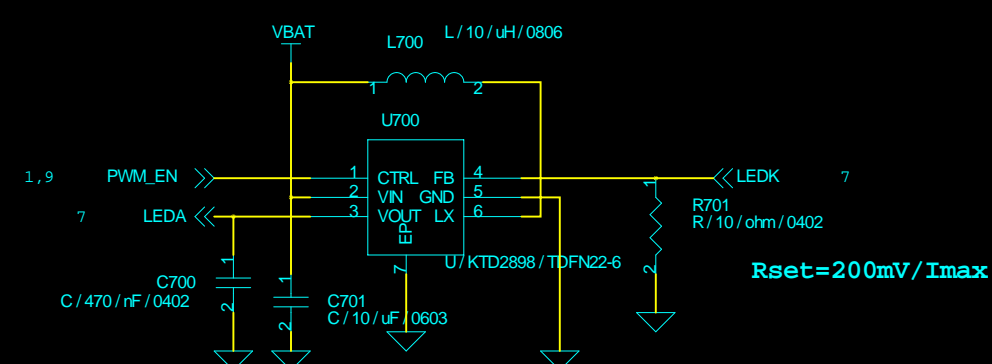 VBAT
L700
L / 10 / uH / 0806
1
2
U700
1,9
PWM_EN
1
CTRL
FB
4
LEDK
7
2
VIN
GND
5
7
LEDA
3
VOUT
LX
6
EP
7
U / KTD2898 / TDFN22-6
1
2
R701
R / 10 / ohm / 0402
Rset=200mV/Imax
1
2
C700
C / 470 / nF / 0402
1
2
C701
C / 10 / uF / 0603